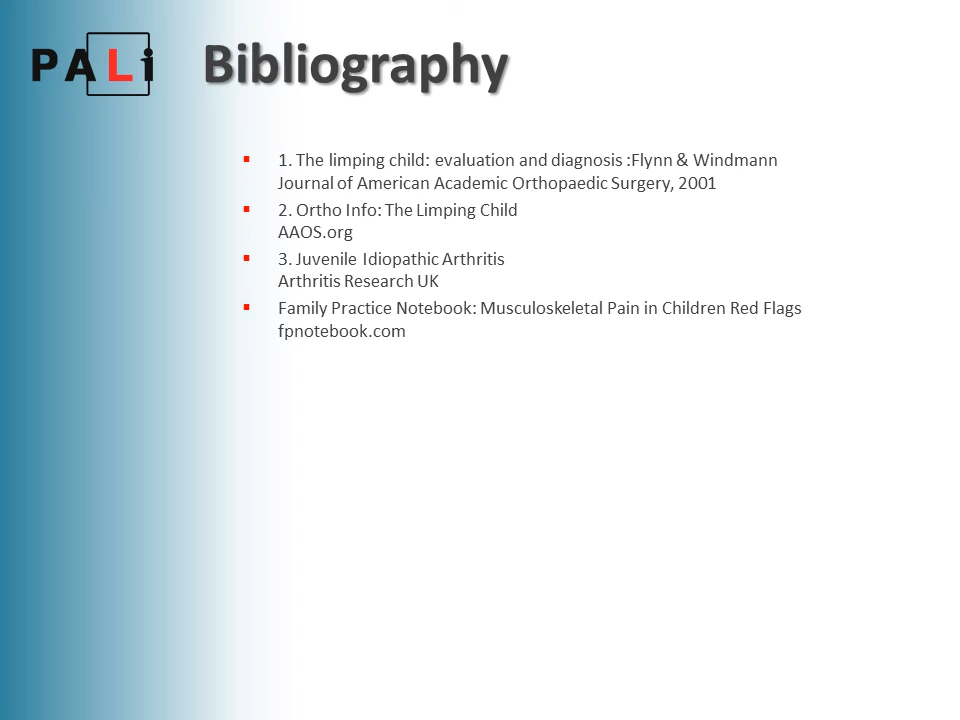 PALi
Bibliography
1. The limping child: evaluation and diagnosis :Flynn & Windmann
Journal of American Academic Orthopaedic Surgery, 2001
2. Ortho Info: The Limping Child
AAOS.org
3. Juvenile Idiopathic Arthritis
Arthritis Research UK
Family Practice Notebook: Musculoskeletal Pain in Children Red Flags
fpnotebook.com